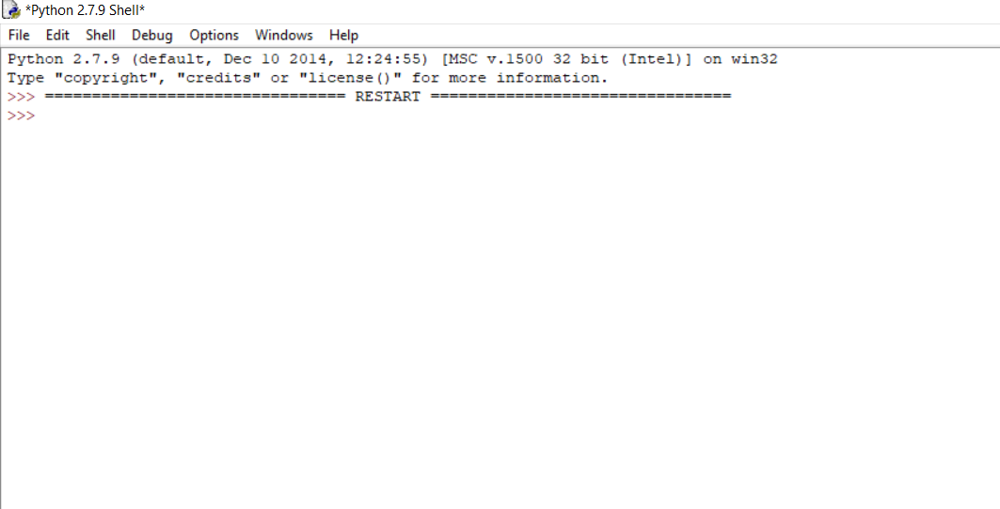 *Python 2.7.9 Shell*
File Edit Shell Debug Options Windows Help
Python 2.7.9 (default, Dec 10 2014, 12:24:55) [MSC v.1500 32 bit (Intel)] on win32
Type "copyright", "credits" or "license()" for more information.
>>> ================================ RESTART ================================
>>>